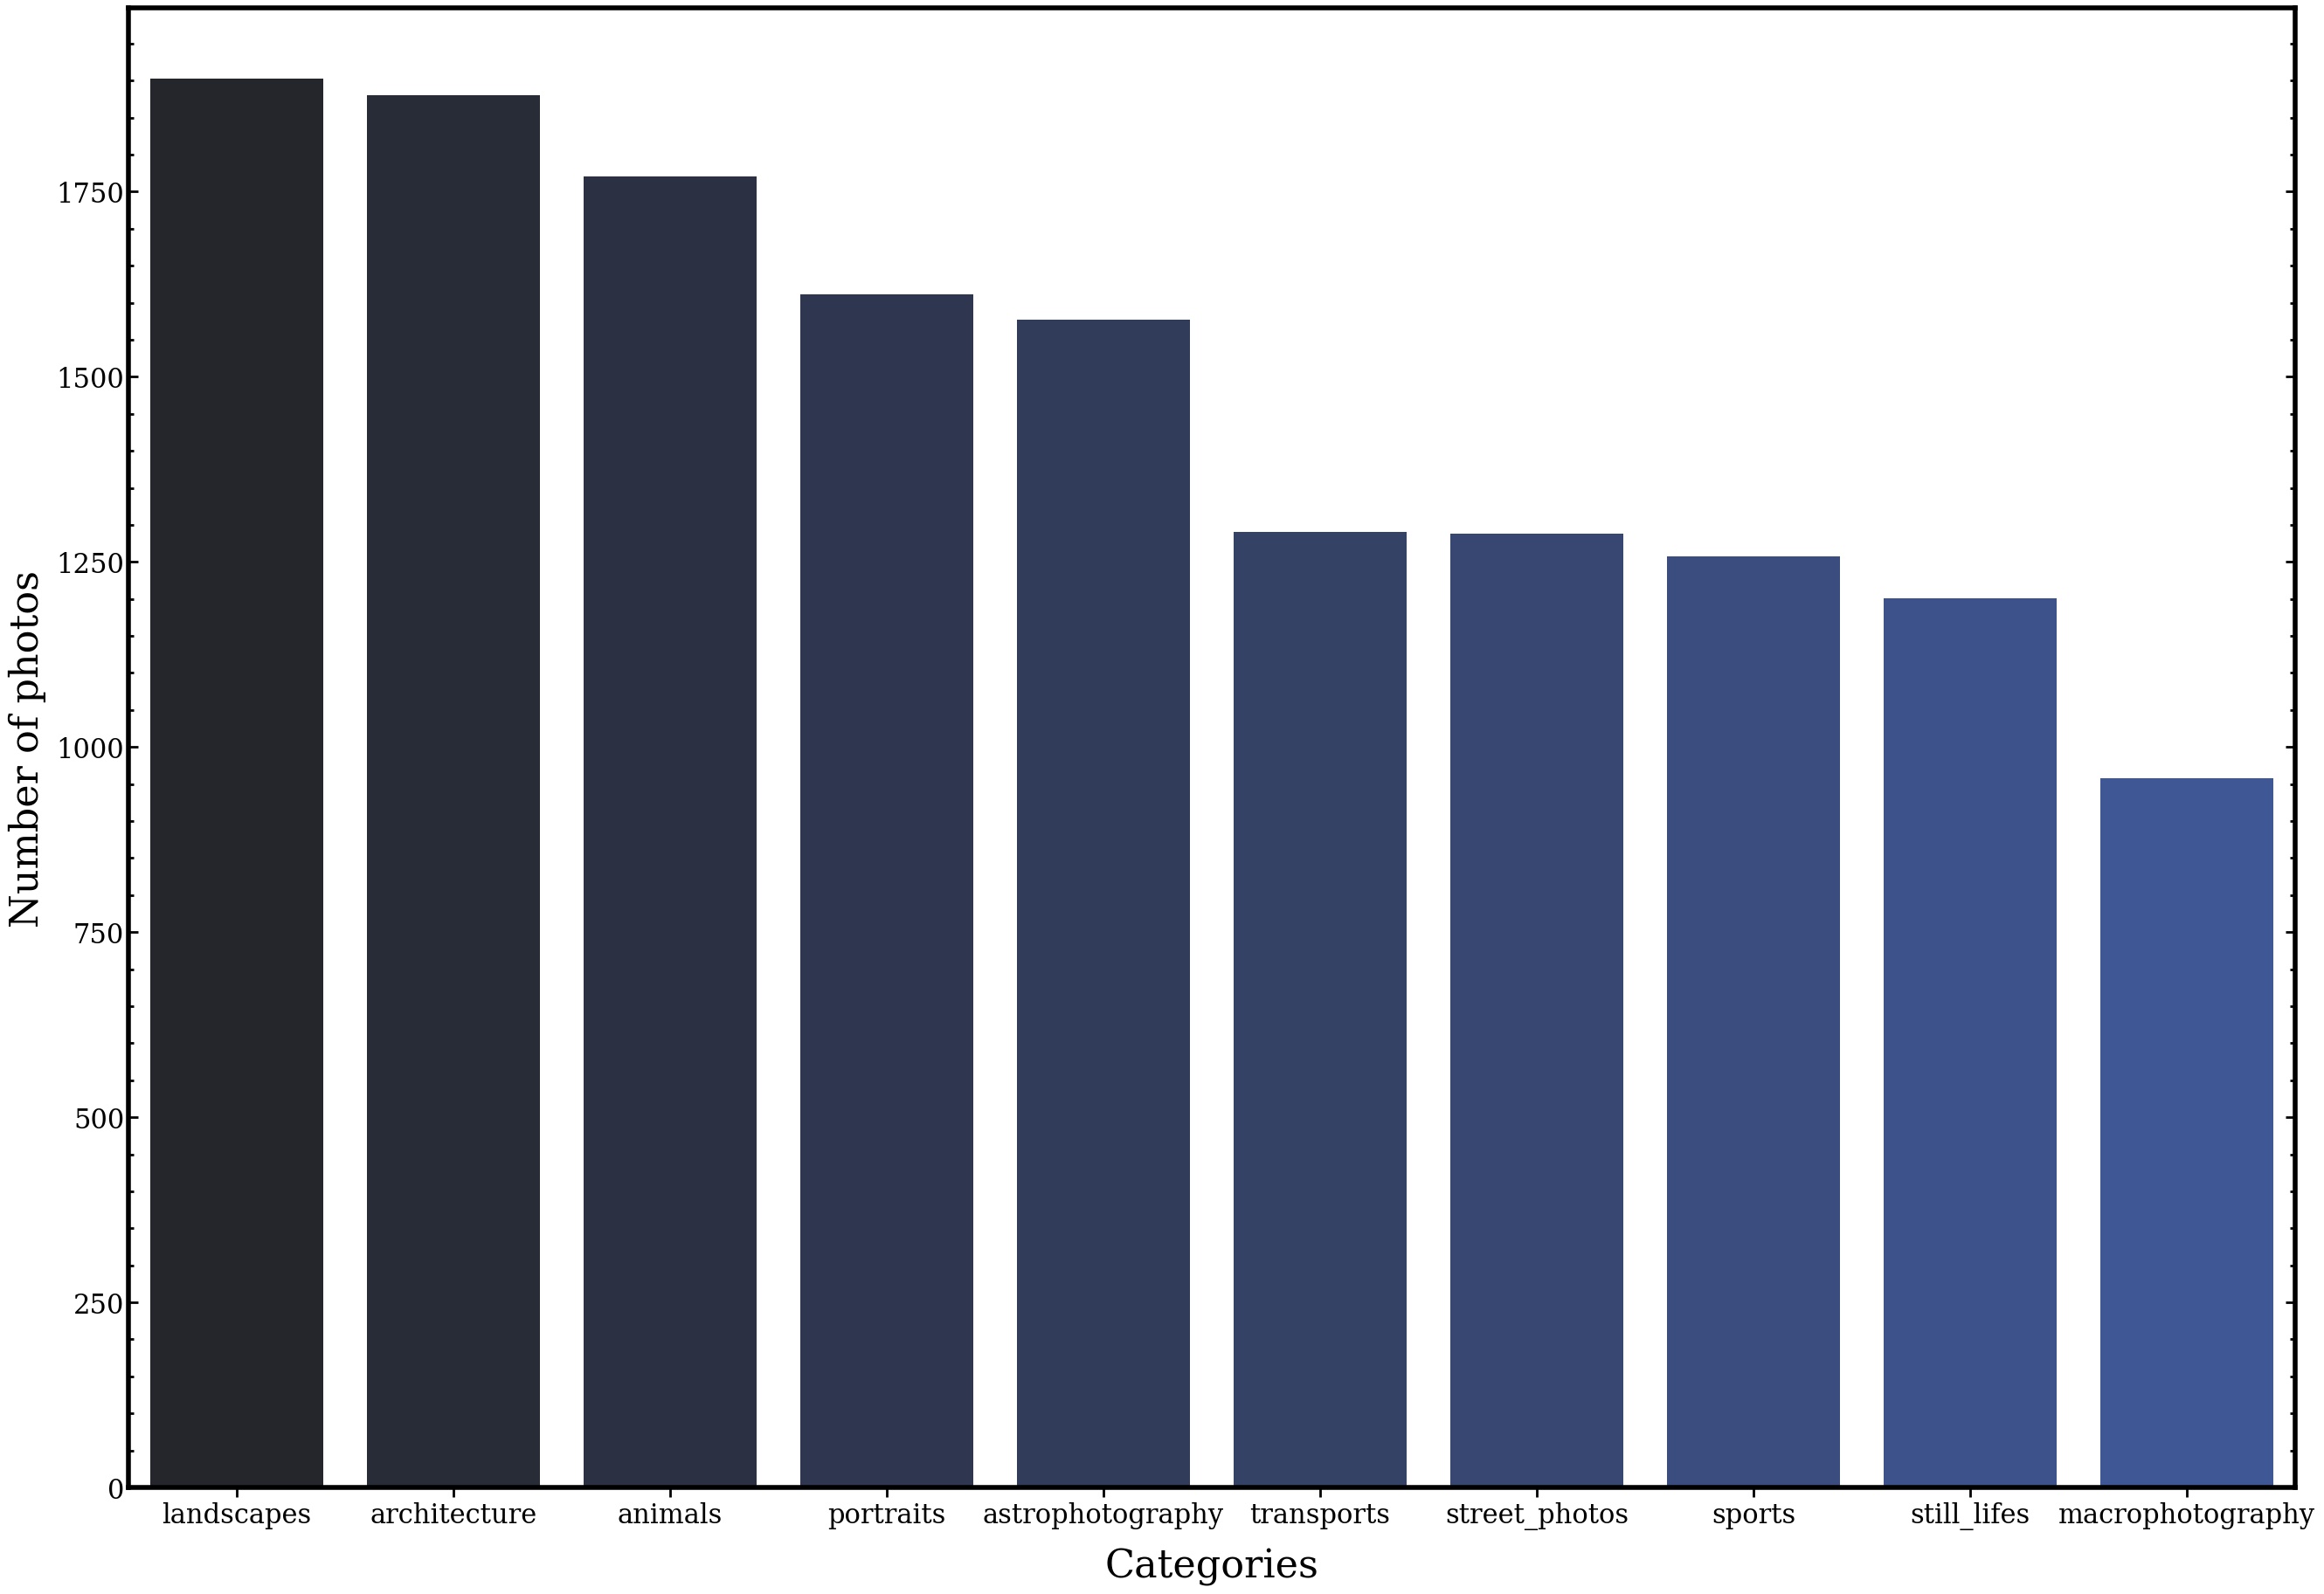 Number of photos
1750
1500
1250
1000
750
500
250
0
landscapes architecture animals portraits astrophotography transports street_photos sports still_lifes macrophotography
Categories